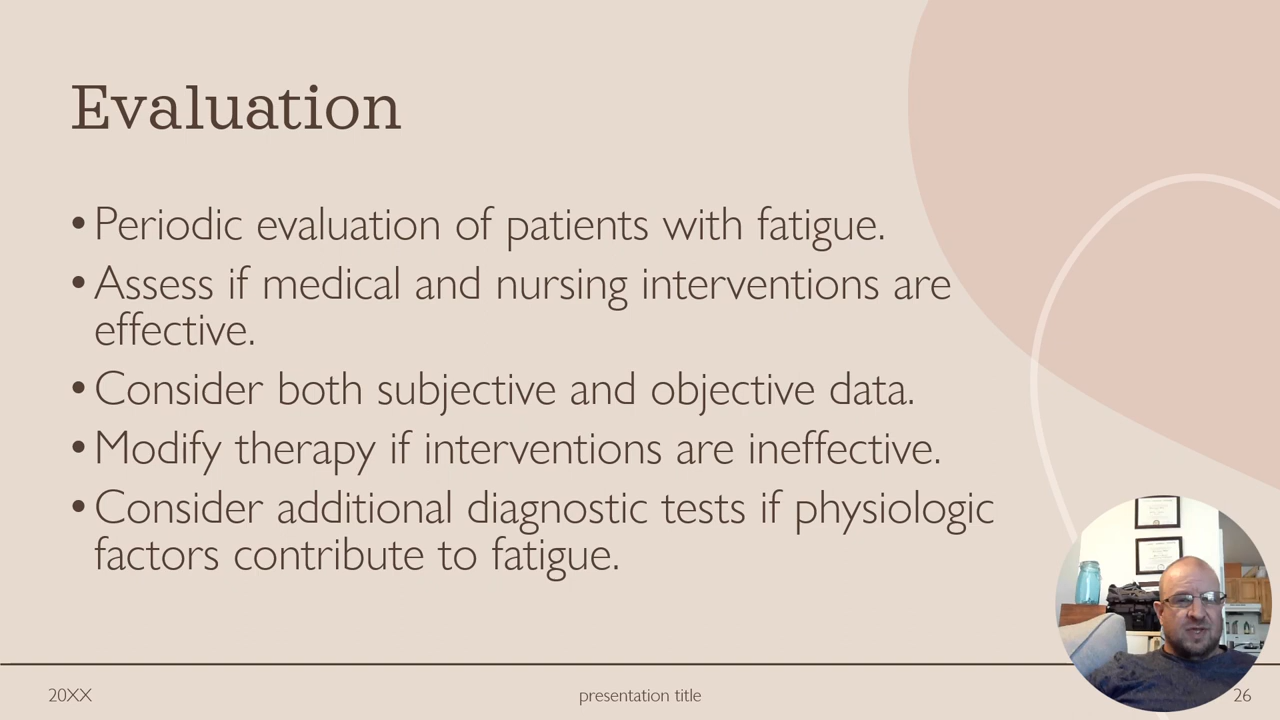 Evaluation
• Periodic evaluation of patients with fatigue.
• Assess if medical and nursing interventions are
effective.
• Consider both subjective and objective data.
• Modify therapy if interventions are ineffective.
• Consider additional diagnostic tests if physiologic
factors contribute to fatigue.
20XX
presentation title
26